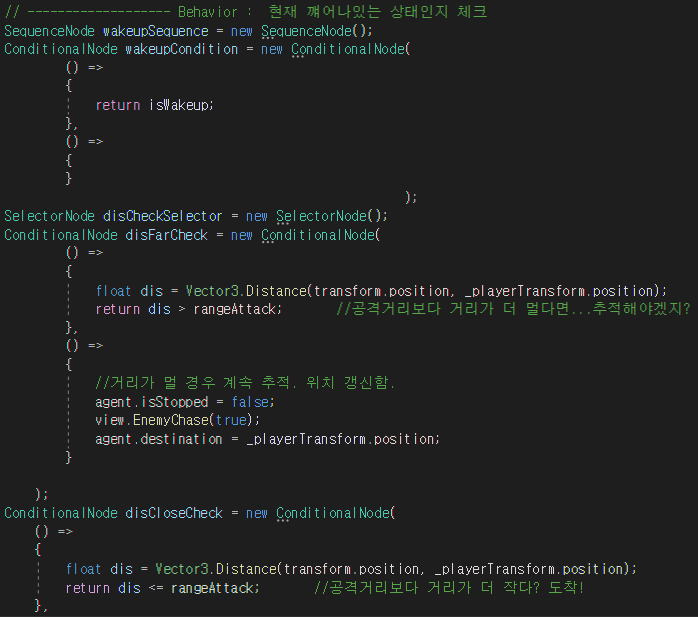 // ------------------- Behavior :  현재 깨어나있는 상태인지 체크
SequenceNode wakeupSequence = new SequenceNode();
ConditionalNode wakeupCondition = new ConditionalNode(
() =>
{
return isWakeup;
},
() =>
{
}
);
SelectorNode disCheckSelector = new SelectorNode();
ConditionalNode disFarCheck = new ConditionalNode(
() =>
{
float dis = Vector3.Distance(transform.position, _playerTransform.position);
return dis > rangeAttack;      //공격거리보다 거리가 더 멀다면...추적해야겠지?
},
() =>
{
//거리가 멀 경우 계속 추적. 위치 갱신함.
agent.isStopped = false;
view.EnemyChase(true);
agent.destination = _playerTransform.position;
}
);
ConditionalNode disCloseCheck = new ConditionalNode(
() =>
{
float dis = Vector3.Distance(transform.position, _playerTransform.position);
return dis <= rangeAttack;      //공격거리보다 거리가 더 작다? 도착!
},